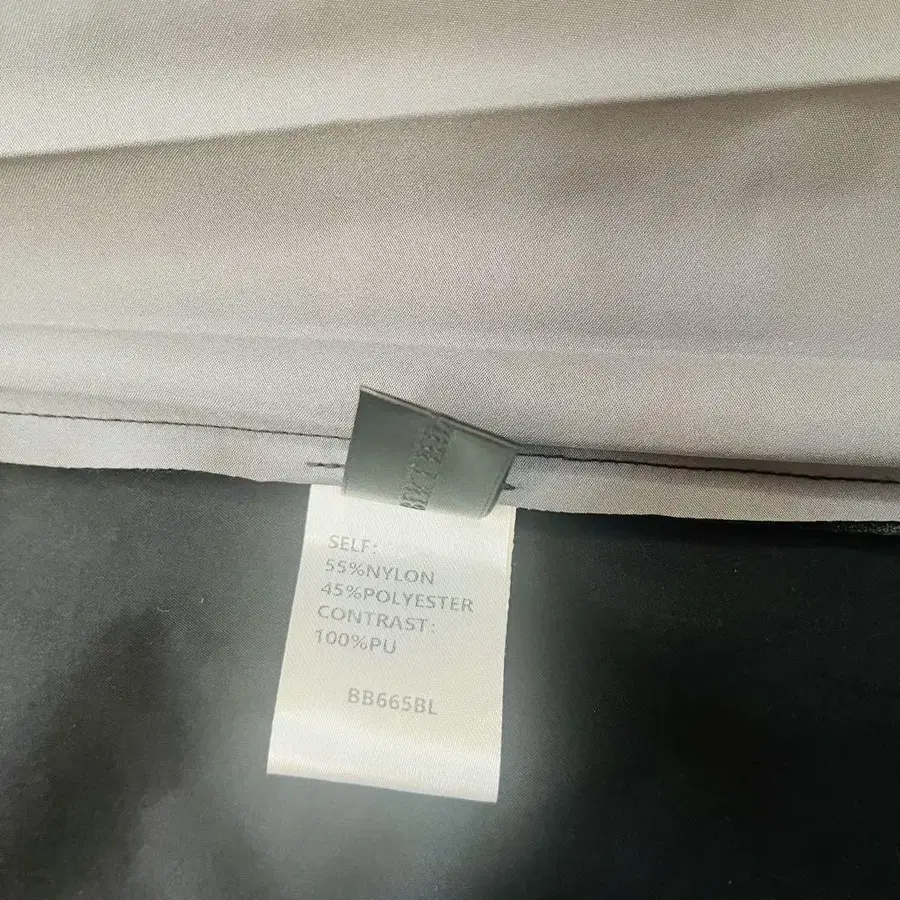 SELF:
55%NYLON
45%POLYESTER
CONTRAST:
100%PU
BB665BL